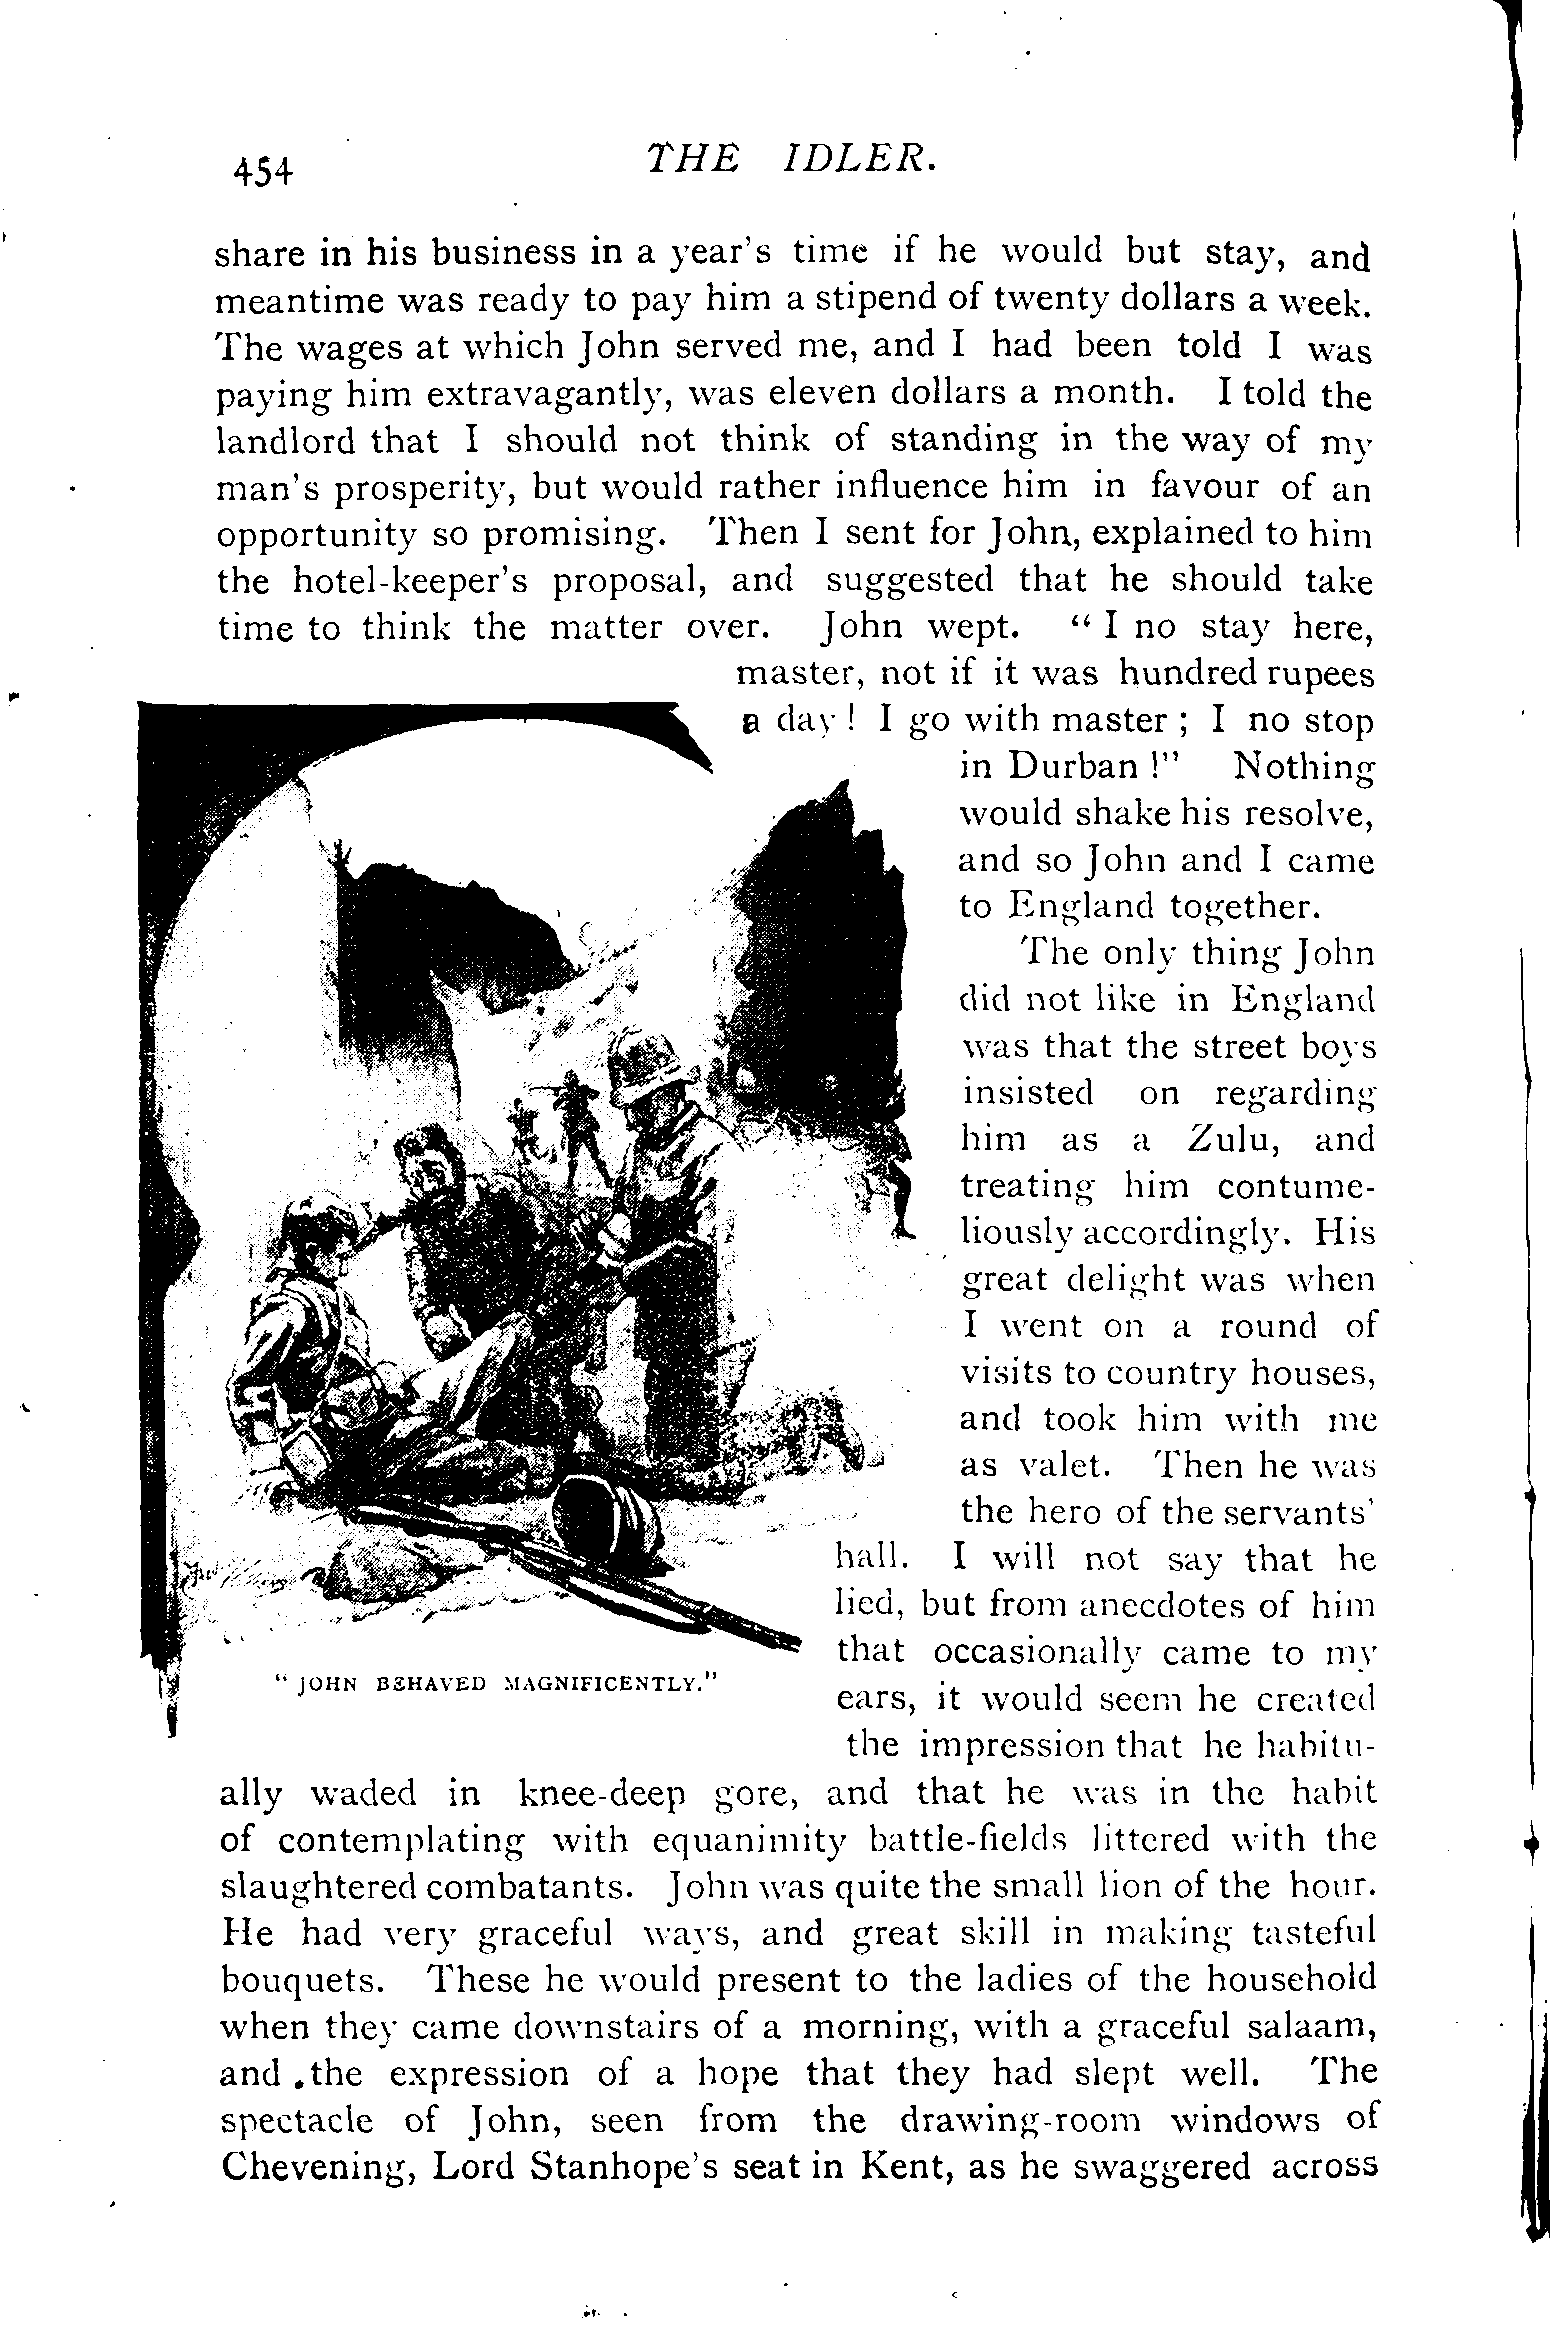 454
THE IDLER.
share in his business in a year's time if he would but stay, and
meantime was ready to pay him a stipend of twenty dollars a week.
The wages at which John served me, and I had been told I was
paying him extravagantly, was eleven dollars a month. I told the
landlord that I should not think of standing in the way of my
man's prosperity, but would rather influence him in favour of an
opportunity so promising. Then I sent for John, explained to him
the hotel-keeper's proposal, and suggested that he should take
time to think the matter over. John wept. “ I no stay here,
master, not if it was hundred rupees
a day ! I go with master ; I no stop
in Durban !” Nothing
would shake his resolve,
and so John and I came
to England together.
The only thing John
did not like in England
was that the street boys
insisted on regarding
him as a Zulu, and
treating him contume-
liously accordingly. His
great delight was when
I went on a round of
visits to country houses,
and took him with me
as valet. Then he was
the hero of the servants'
hall. I will not say that he
lied, but from anecdotes of him
that occasionally came to my
ears, it would seem he created
the impression that he habitu-
“ JOHN BEHAVED MAGNIFICENTLY.”
ally waded in knee-deep gore, and that he was in the habit
of contemplating with equanimity battle-fields littered with the
slaughtered combatants. John was quite the small lion of the hour.
He had very graceful ways, and great skill in making tasteful
bouquets. These he would present to the ladies of the household
when they came downstairs of a morning, with a graceful salaam,
and the expression of a hope that they had slept well. The
spectacle of John, seen from the drawing-room windows of
Chevening, Lord Stanhope's seat in Kent, as he swaggered across